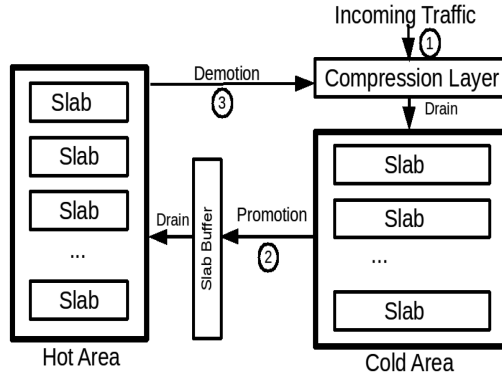 Incoming Traffic
1
Compression Layer
Drain
Demotion
3
Slab
Slab
Slab
...
Slab
Hot Area
Drain
Slab Buffer
Promotion
2
Slab
Slab
...
Slab
Cold Area